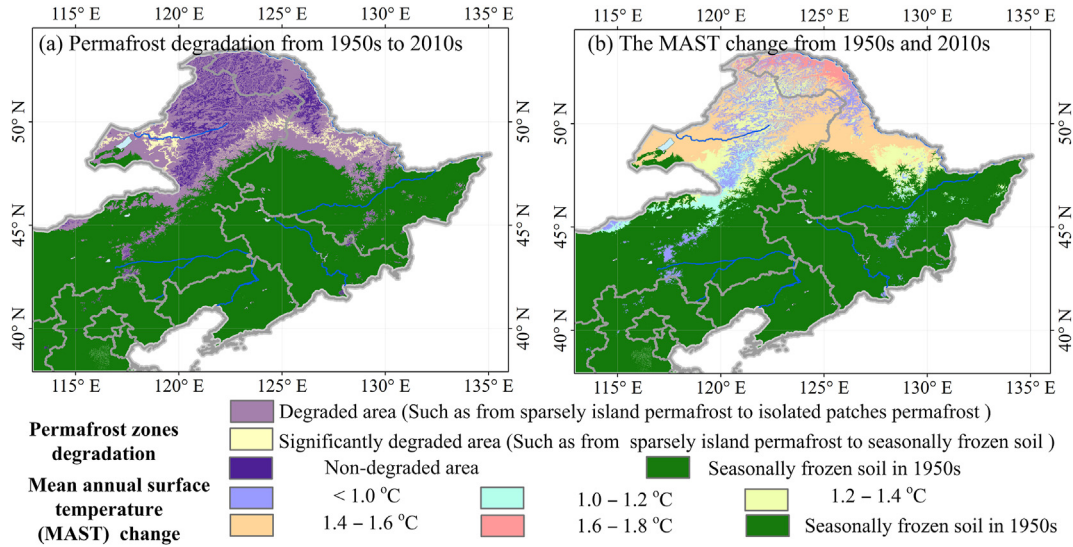 115° E 120° E 125° E 130° E 135° E 115° E 120° E 125° E 130° E 135° E
(a) Permafrost degradation from 1950s to 2010s
(b) The MAST change from 1950s and 2010s
50° N
45° N
40° N
50° N
45° N
40° N
50° N
45° N
40° N
115° E 120° E 125° E 130° E 135° E 115° E 120° E 125° E 130° E 135° E
Permafrost zones
degradation
Degraded area (Such as from sparsely island permafrost to isolated patches permafrost )
Significantly degraded area (Such as from sparsely island permafrost to seasonally frozen soil )
Non-degraded area Seasonally frozen soil in 1950s
Mean annual surface
temperature
(MAST) change
< 1.0 °C 1.0 – 1.2 °C 1.2 – 1.4 °C
1.4 – 1.6 °C 1.6 – 1.8 °C Seasonally frozen soil in 1950s